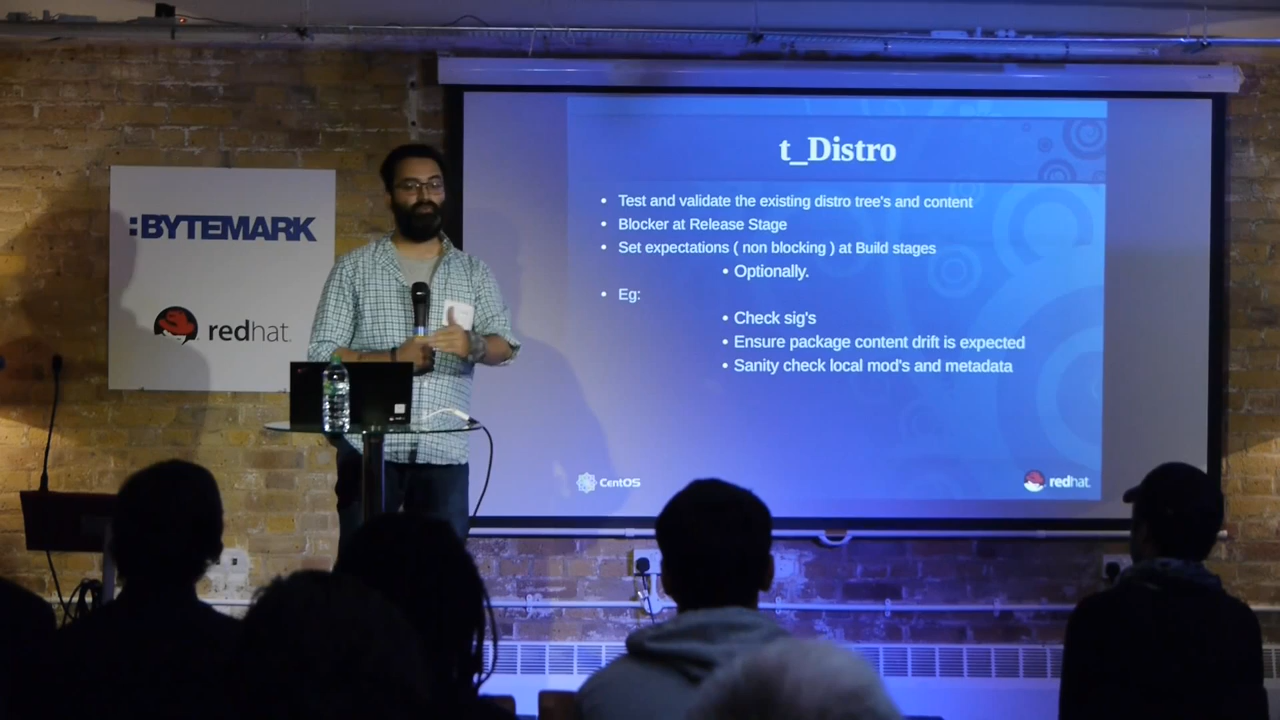 :BYTEMARK
redhat.
t_Distro
• Test and validate the existing distro tree's and content
• Blocker at Release Stage
• Set expectations ( non blocking ) at Build stages
• Optionally.
• Eg:
• Check sig's
• Ensure package content drift is expected
• Sanity check local mod's and metadata
CentOS
redhat.